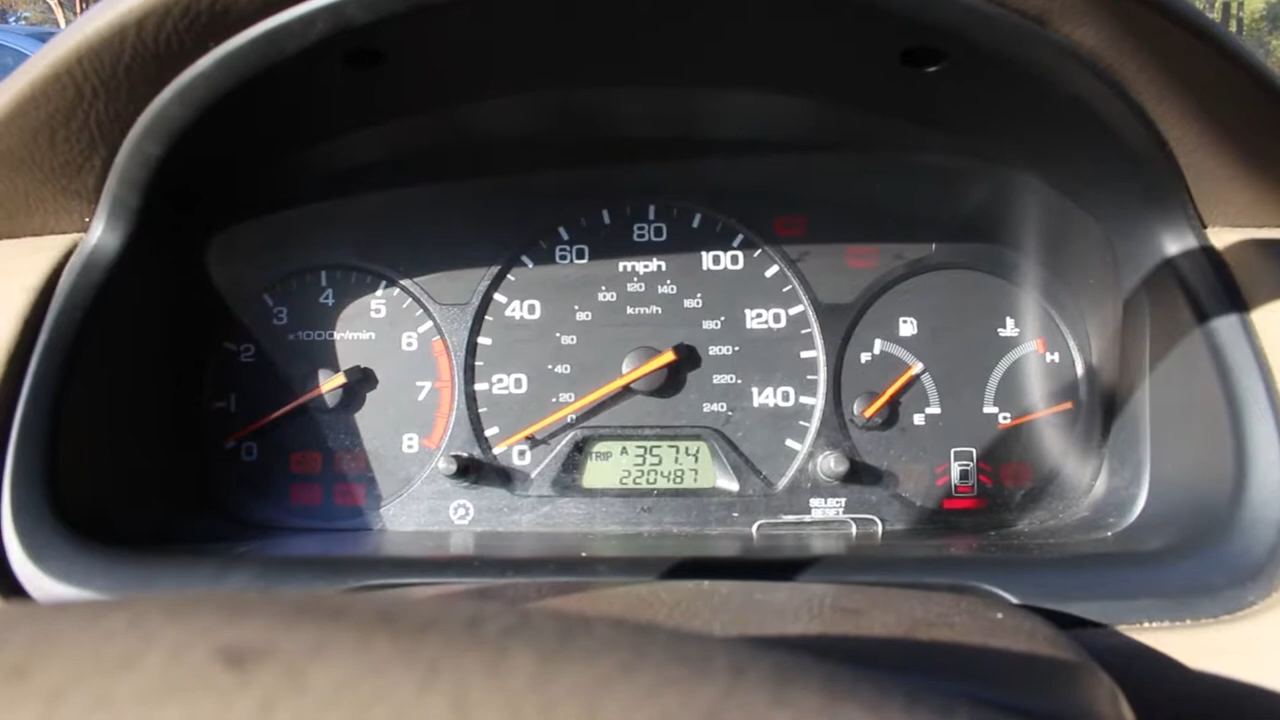 80
60
100
mph
100 120 140
80
160
km/h
4
3
5
40
120
180
x1000r/min
6
60
2
200
F
H
40
20
220
7
1
140
20
240
E
C
0
8
0
0
TRIP A 357.4
220487
SELECT
RESET